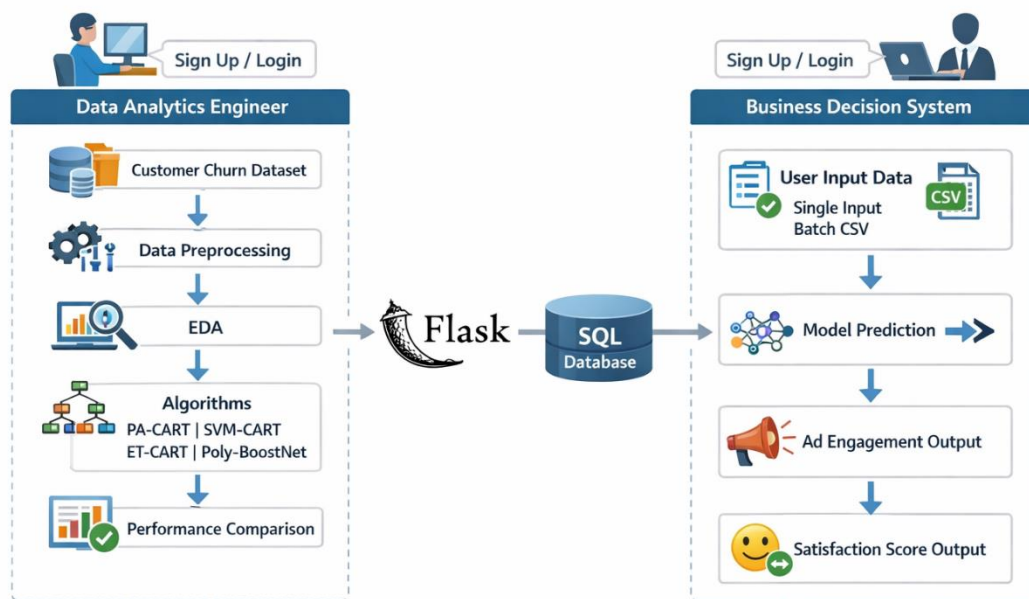 Sign Up / Login
Data Analytics Engineer
Customer Churn Dataset
Data Preprocessing
EDA
Algorithms
PA-CART | SVM-CART
ET-CART | Poly-BoostNet
Performance Comparison
Flask
SQL
Database
Sign Up / Login
Business Decision System
User Input Data
Single Input
Batch CSV
CSV
Model Prediction
Ad Engagement Output
Satisfaction Score Output